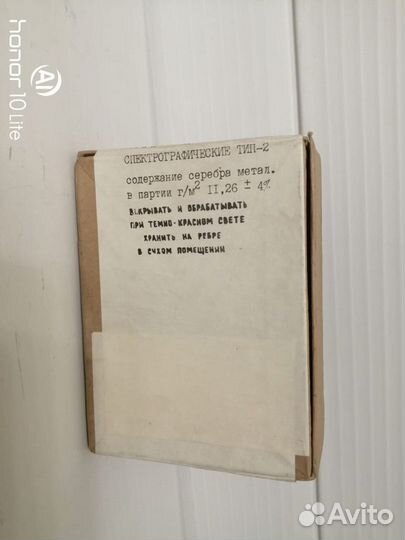 СПЕКТРОГРАФИЧЕСКИЕ ТИП-2
содержание серебра метал.
в партии г/м² II,26 ± 4%
ВСКРЫВАТЬ И ОБРАБАТЫВАТЬ
ПРИ ТЕМНО-КРАСНОМ СВЕТЕ
ХРАНИТЬ НА РЕБРЕ
В СУХОМ ПОМЕЩЕНИИ
honor 10 Lite
AI
Avito